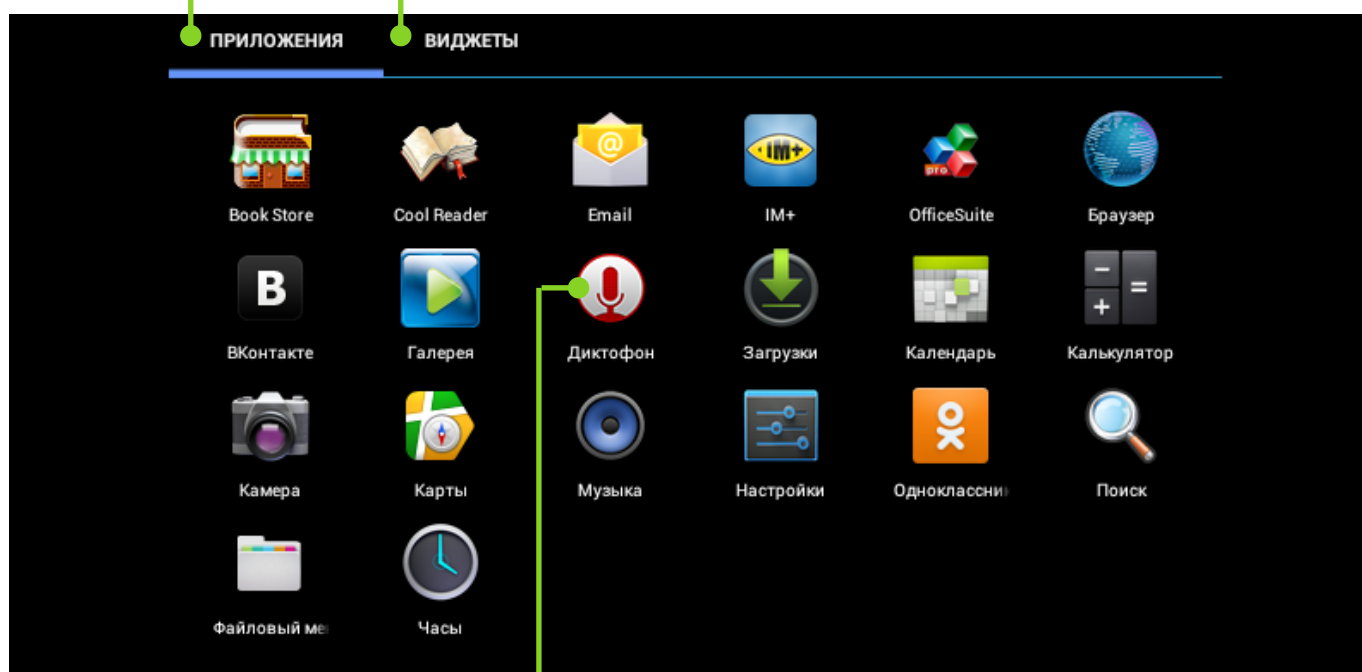 ПРИЛОЖЕНИЯ ВИДЖЕТЫ
@ IM+ pro
Book Store Cool Reader Email IM+ OfficeSuite Браузер
B
ВКонтакте Галерея Диктофон Загрузки Календарь Калькулятор
Камера Карты Музыка Настройки Одноклассни Поиск
Файловый ме Часы